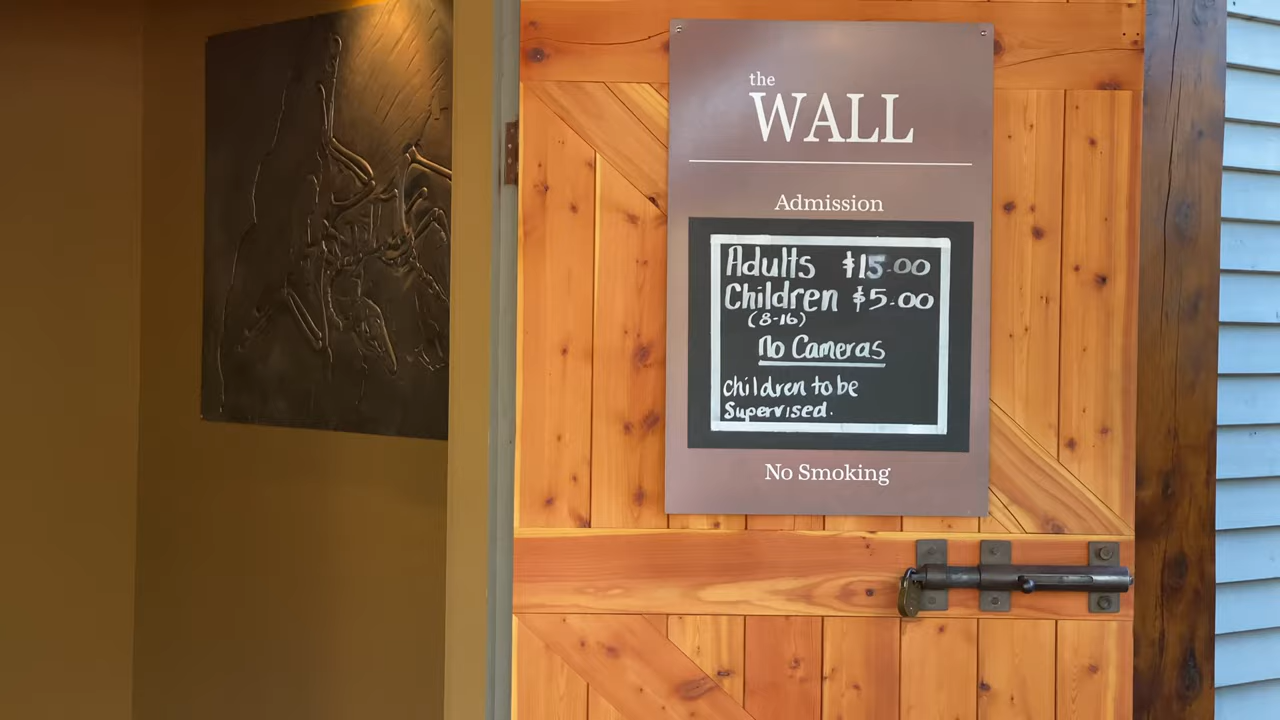 the
WALL
Admission
Adults $15.00
Children $5.00
(8-16)
No Cameras
children to be
Supervised.
No Smoking